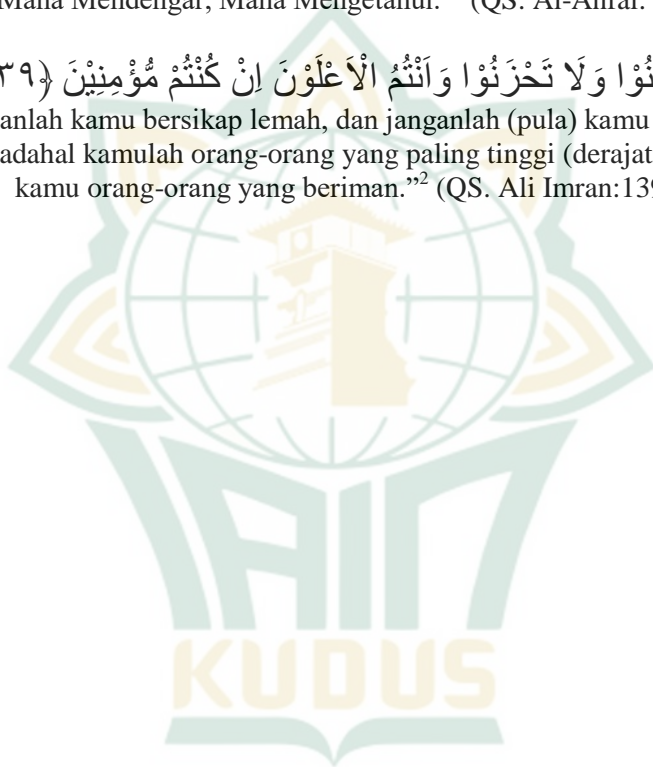 Maha Mendengar, Maha Mengetahui." (QS. Al-Anfal:
وَلَا تَحْزَنُوْا وَاَنْتُمُ الْاَعْلَوْنَ اِنْ كُنْتُمْ مُّؤْمِنِيْنَ
anlah kamu bersikap lemah, dan janganlah (pula) kamu
adahal kamulah orang-orang yang paling tinggi (derajat
kamu orang-orang yang beriman."² (QS. Ali Imran:139
IAIN
KUDUS